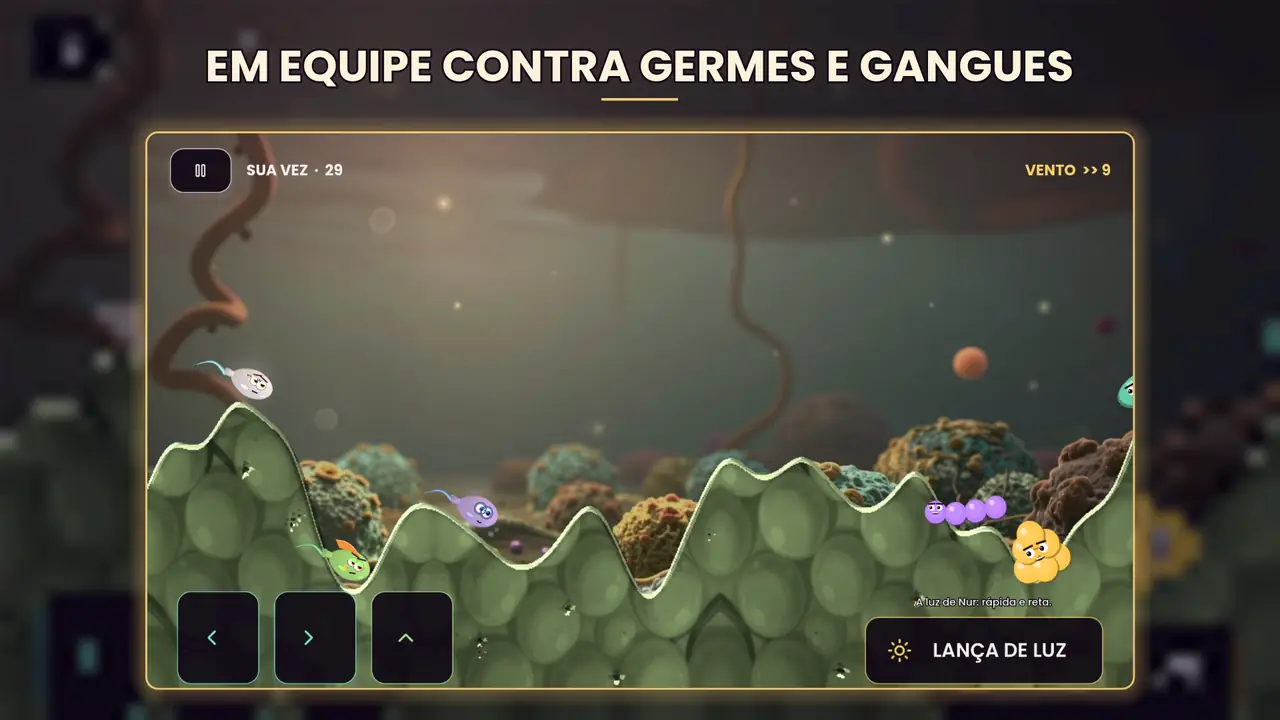 EM EQUIPE CONTRA GERMES E GANGUES
SUA VEZ · 29
VENTO >> 9
A luz de Nur: rápida e reta.
LANÇA DE LUZ